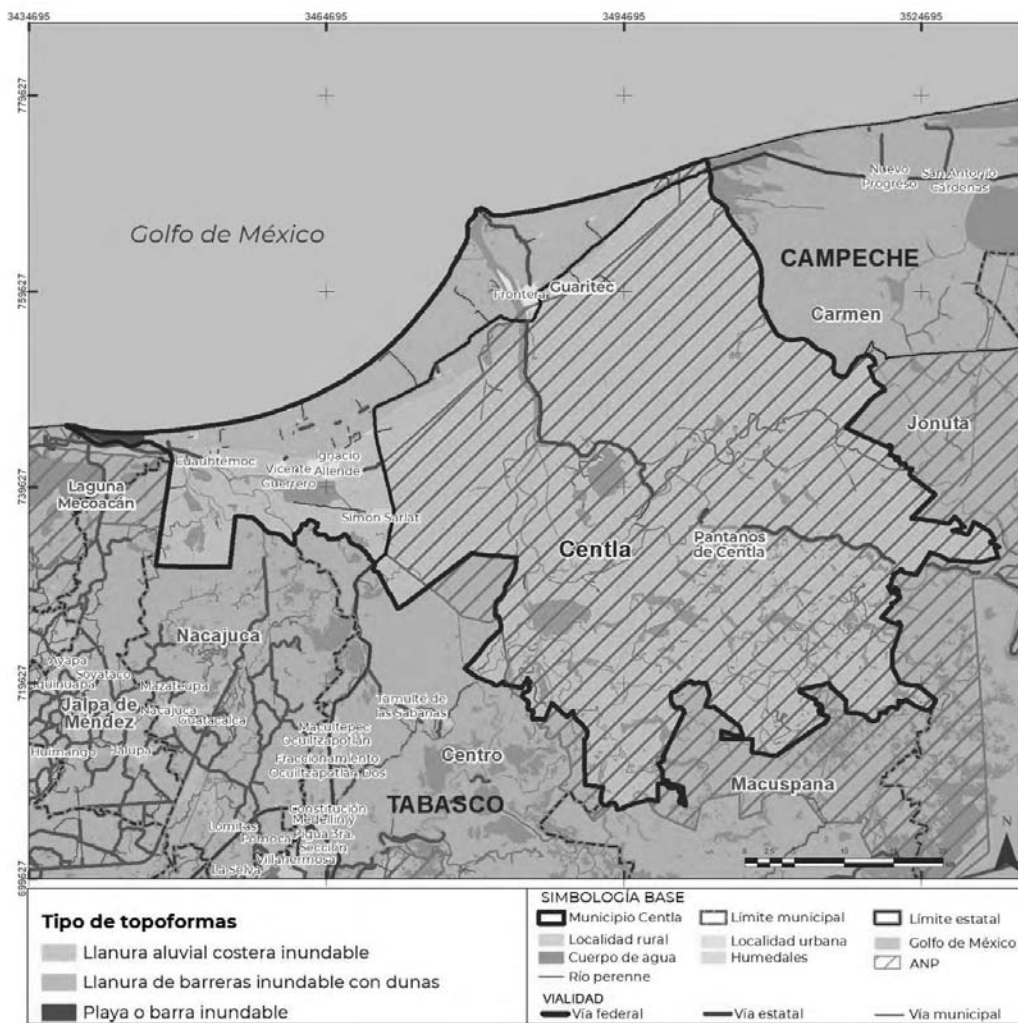 3434695
3464695
3494695
3524695
779627
759627
739627
719627
699627
Golfo de México
Nuevo
Progreso
San Antonio
Cárdenas
CAMPECHE
Carmen
Frontera
Guaritec
Jonuta
Cuauhtémoc
Ignacio
Allende
Vicente
Guerrero
Laguna
Mecoacán
Simón Sarlat
Centla
Pantanos
de Centla
Nacajuca
Ayapa
Soyataco
Mazateupa
Jalpa de
Méndez
Nacajuca
Guatacalca
Tamulté de
las Sabanas
Macultepec
Ocuiltzapotlán
Huimango
Jalupa
Fraccionamiento
Ocuiltzapotlán Dos
Centro
Macuspana
TABASCO
Constitución
Medellín y
Pigua 3ra.
Sección
Lomitas
Pomoca
Villahermosa
La Selva
N
Tipo de topoformas
Llanura aluvial costera inundable
Llanura de barreras inundable con dunas
Playa o barra inundable
SIMBOLOGÍA BASE
Municipio Centla
Límite municipal
Límite estatal
Localidad rural
Localidad urbana
Golfo de México
Cuerpo de agua
Humedales
ANP
Río perenne
VIALIDAD
Vía federal
Vía estatal
Vía municipal